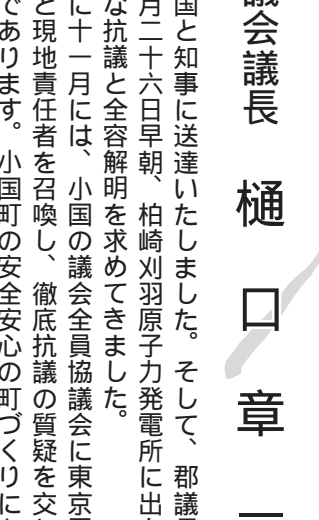 議会議長　樋口章
国と知事に送達いたしました。そして、郡議
月二十六日早朝、柏崎刈羽原子力発電所に出
な抗議と全容解明を求めてきました。
に十一月には、小国の議会全員協議会に東京
と現地責任者を召喚し、徹底抗議の質疑を交
であります。小国町の安全安心の町づくりに